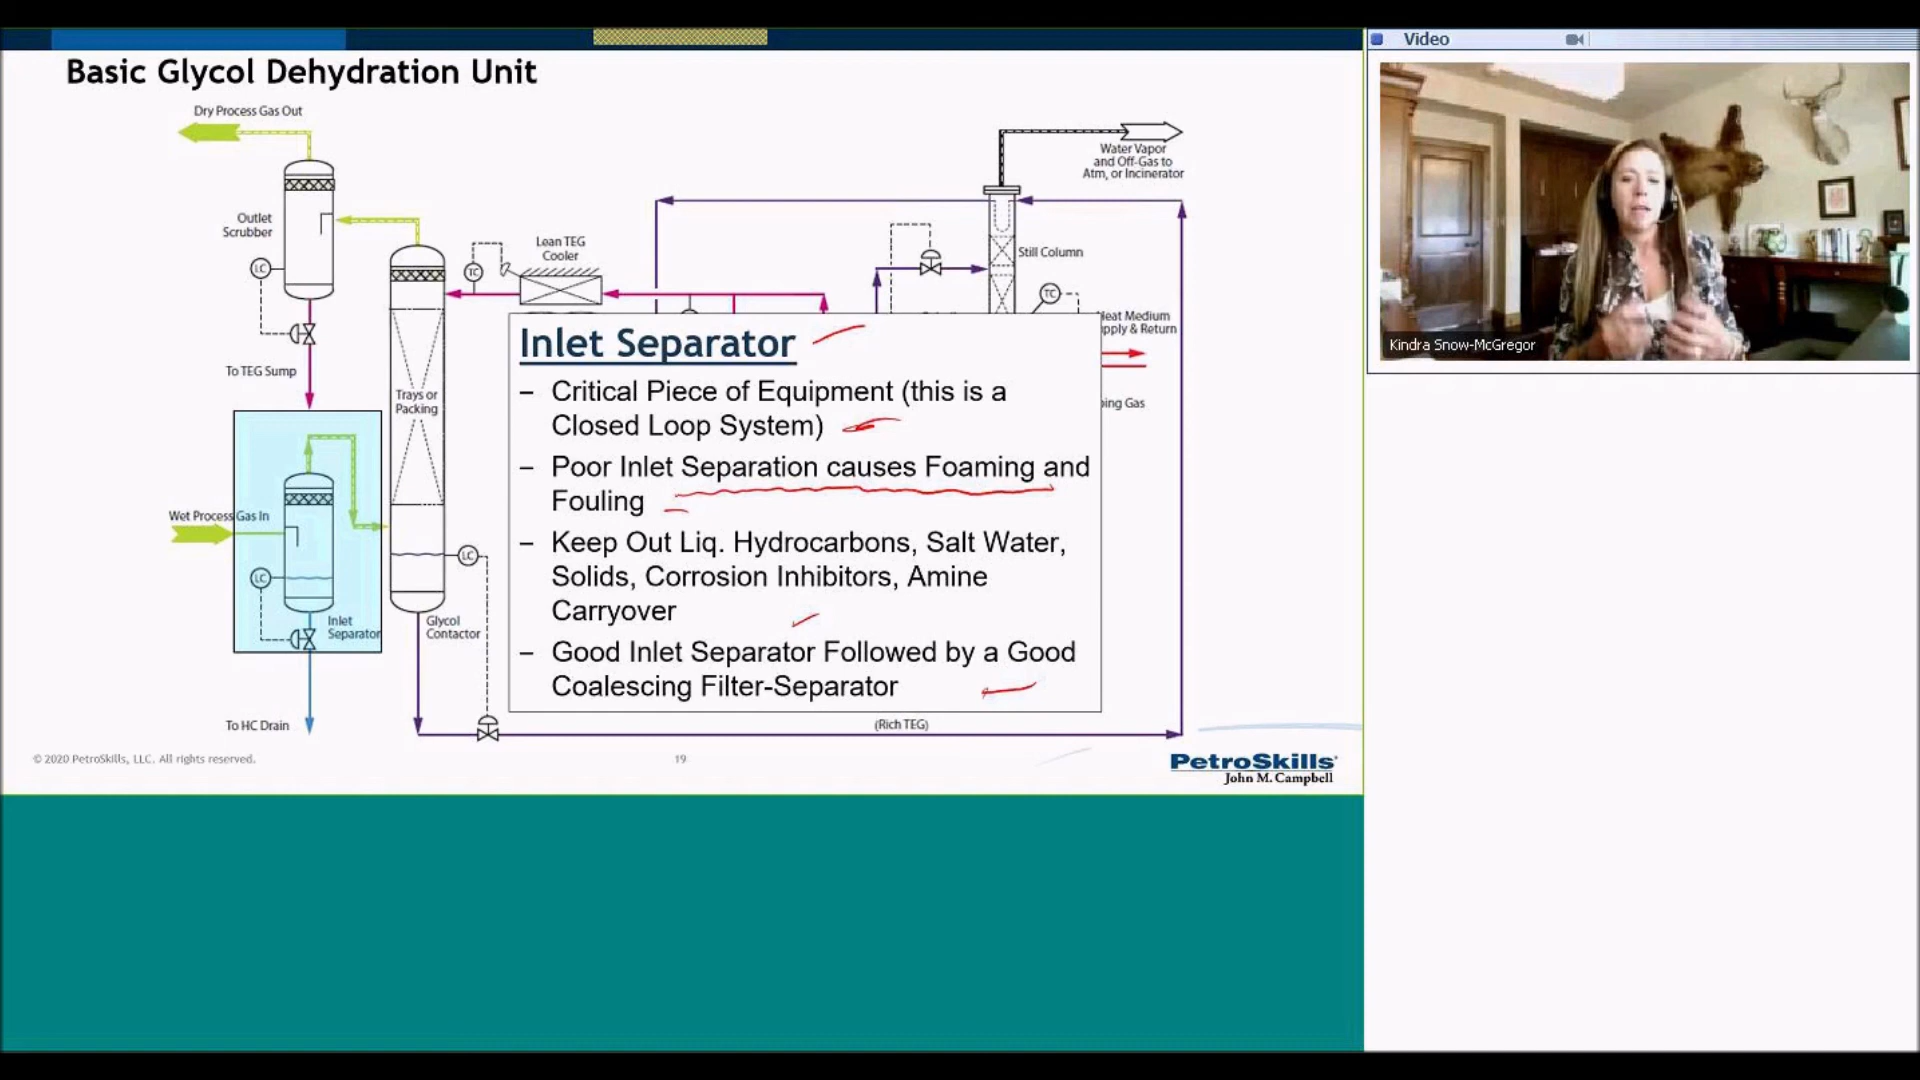 Basic Glycol Dehydration Unit
Dry Process Gas Out
Outlet
Scrubber
LC
To TEG Sump
Wet Process Gas In
LC
Inlet
Separator
To HC Drain
Trays or
Packing
Glycol
Contactor
LC
TC
Lean TEG
Cooler
Water Vapor
and Off-Gas to
Atm, or Incinerator
Still Column
TC
Heat Medium
Supply & Return
ping Gas
Inlet Separator
– Critical Piece of Equipment (this is a
Closed Loop System)
– Poor Inlet Separation causes Foaming and
Fouling
– Keep Out Liq. Hydrocarbons, Salt Water,
Solids, Corrosion Inhibitors, Amine
Carryover
– Good Inlet Separator Followed by a Good
Coalescing Filter-Separator
(Rich TEG)
© 2020 PetroSkills, LLC. All rights reserved.
19
PetroSkills
John M. Campbell
Video
Kindra Snow-McGregor